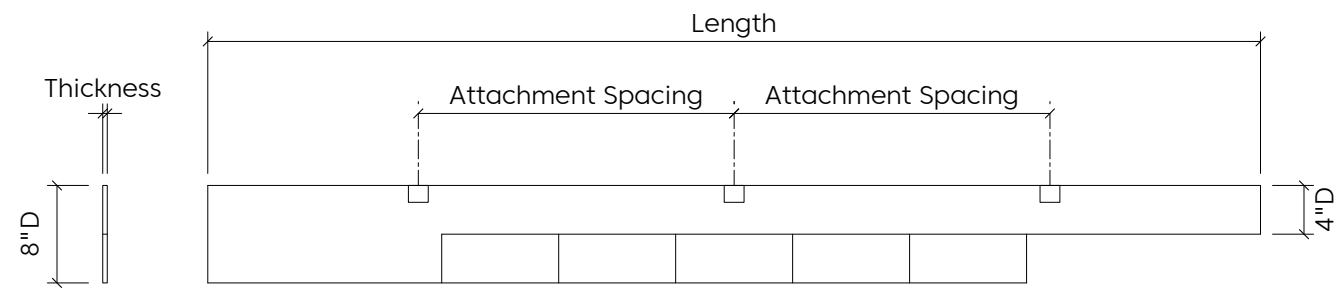 Length
Thickness
Attachment Spacing
Attachment Spacing
8"D
4"D